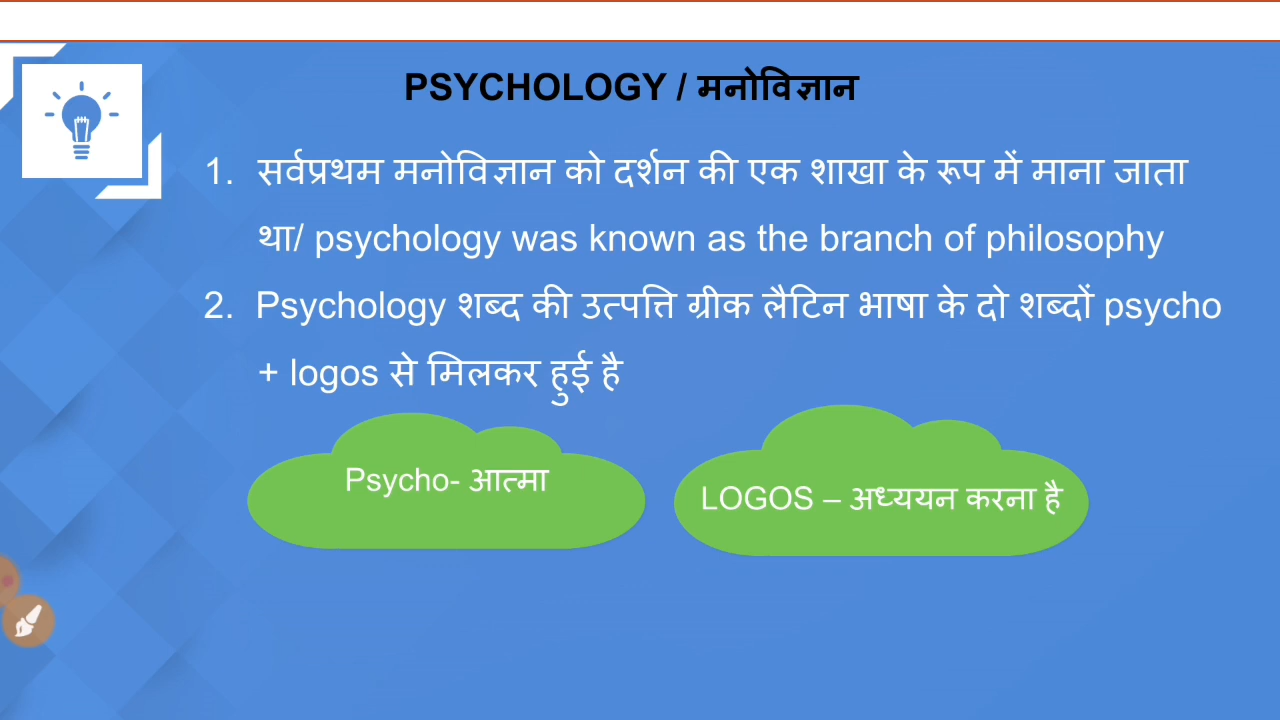 PSYCHOLOGY / मनोविज्ञान
1. सर्वप्रथम मनोविज्ञान को दर्शन की एक शाखा के रूप में माना जाता
था/ psychology was known as the branch of philosophy
2. Psychology शब्द की उत्पत्ति ग्रीक लैटिन भाषा के दो शब्दों psycho
+ logos से मिलकर हुई है
Psycho- आत्मा
LOGOS – अध्ययन करना है